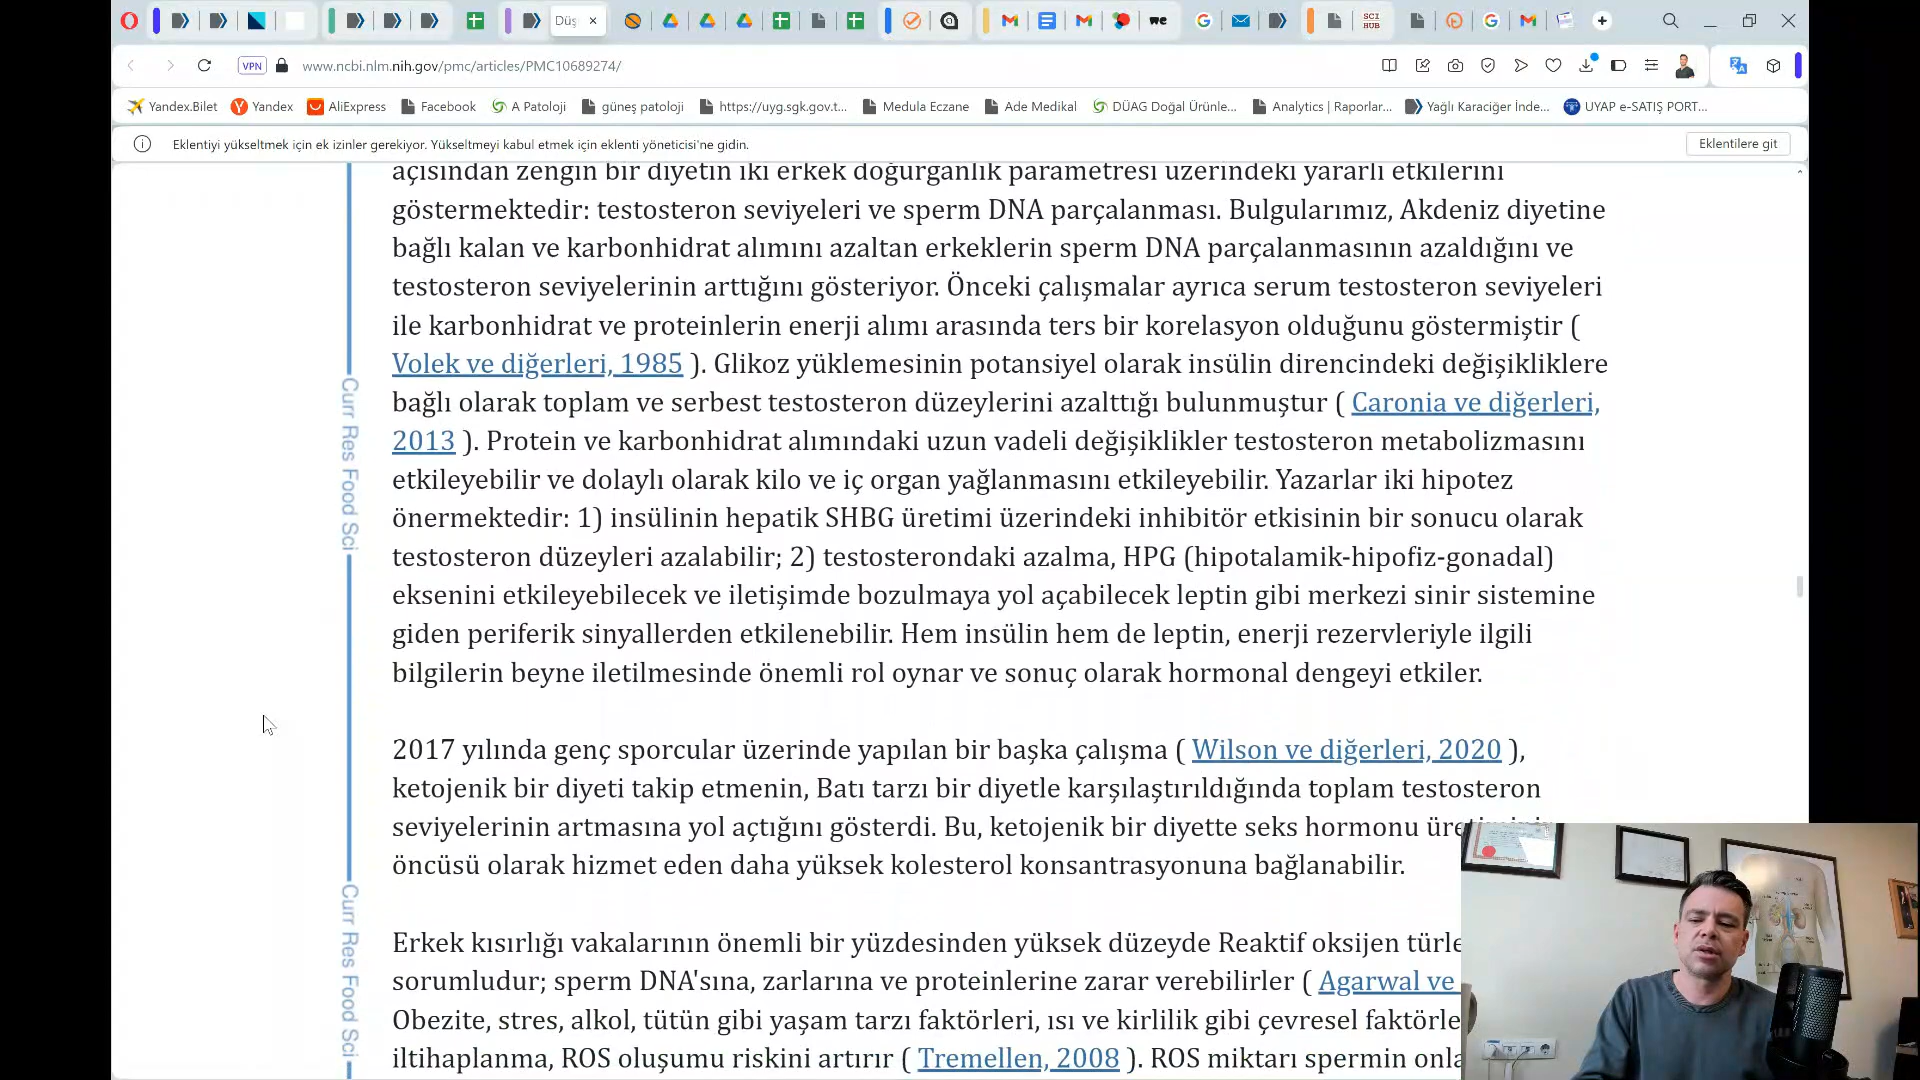 SCI
HUB
we
Düş
VPN
www.ncbi.nlm.nih.gov/pmc/articles/PMC10689274/
Yandex.Bilet
Yandex
AliExpress
Facebook
A Patoloji
güneş patoloji
https://uyg.sgk.gov.t...
Medula Eczane
Ade Medikal
DÜAG Doğal Ürünle...
Analytics | Raporlar...
Yağlı Karaciğer İnde...
UYAP e-SATIŞ PORT...
Eklentiyi yükseltmek için ek izinler gerekiyor. Yükseltmeyi kabul etmek için eklenti yöneticisi'ne gidin.
Eklentilere git
açısından zengin bir diyetin iki erkek doğurganlık parametresi üzerindeki yararlı etkilerini
göstermektedir: testosteron seviyeleri ve sperm DNA parçalanması. Bulgularımız, Akdeniz diyetine
bağlı kalan ve karbonhidrat alımını azaltan erkeklerin sperm DNA parçalanmasının azaldığını ve
testosteron seviyelerinin arttığını gösteriyor. Önceki çalışmalar ayrıca serum testosteron seviyeleri
ile karbonhidrat ve proteinlerin enerji alımı arasında ters bir korelasyon olduğunu göstermiştir (
Volek ve diğerleri, 1985 ). Glikoz yüklemesinin potansiyel olarak insülin direncindeki değişikliklere
bağlı olarak toplam ve serbest testosteron düzeylerini azalttığı bulunmuştur ( Caronia ve diğerleri,
2013 ). Protein ve karbonhidrat alımındaki uzun vadeli değişiklikler testosteron metabolizmasını
etkileyebilir ve dolaylı olarak kilo ve iç organ yağlanmasını etkileyebilir. Yazarlar iki hipotez
önermektedir: 1) insülinin hepatik SHBG üretimi üzerindeki inhibitör etkisinin bir sonucu olarak
testosteron düzeyleri azalabilir; 2) testosterondaki azalma, HPG (hipotalamik-hipofiz-gonadal)
eksenini etkileyebilecek ve iletişimde bozulmaya yol açabilecek leptin gibi merkezi sinir sistemine
giden periferik sinyallerden etkilenebilir. Hem insülin hem de leptin, enerji rezervleriyle ilgili
bilgilerin beyne iletilmesinde önemli rol oynar ve sonuç olarak hormonal dengeyi etkiler.
2017 yılında genç sporcular üzerinde yapılan bir başka çalışma ( Wilson ve diğerleri, 2020 ),
ketojenik bir diyeti takip etmenin, Batı tarzı bir diyetle karşılaştırıldığında toplam testosteron
seviyelerinin artmasına yol açtığını gösterdi. Bu, ketojenik bir diyette seks hormonu
öncüsü olarak hizmet eden daha yüksek kolesterol konsantrasyonuna bağlanabilir.
Erkek kısırlığı vakalarının önemli bir yüzdesinden yüksek düzeyde Reaktif oksijen türle
sorumludur; sperm DNA'sına, zarlarına ve proteinlerine zarar verebilirler ( Agarwal ve
Obezite, stres, alkol, tütün gibi yaşam tarzı faktörleri, ısı ve kirlilik gibi çevresel faktörle
iltihaplanma, ROS oluşumu riskini artırır ( Tremellen, 2008 ). ROS miktarı spermin onla
Curr Res Food Sci
Curr Res Food Sci